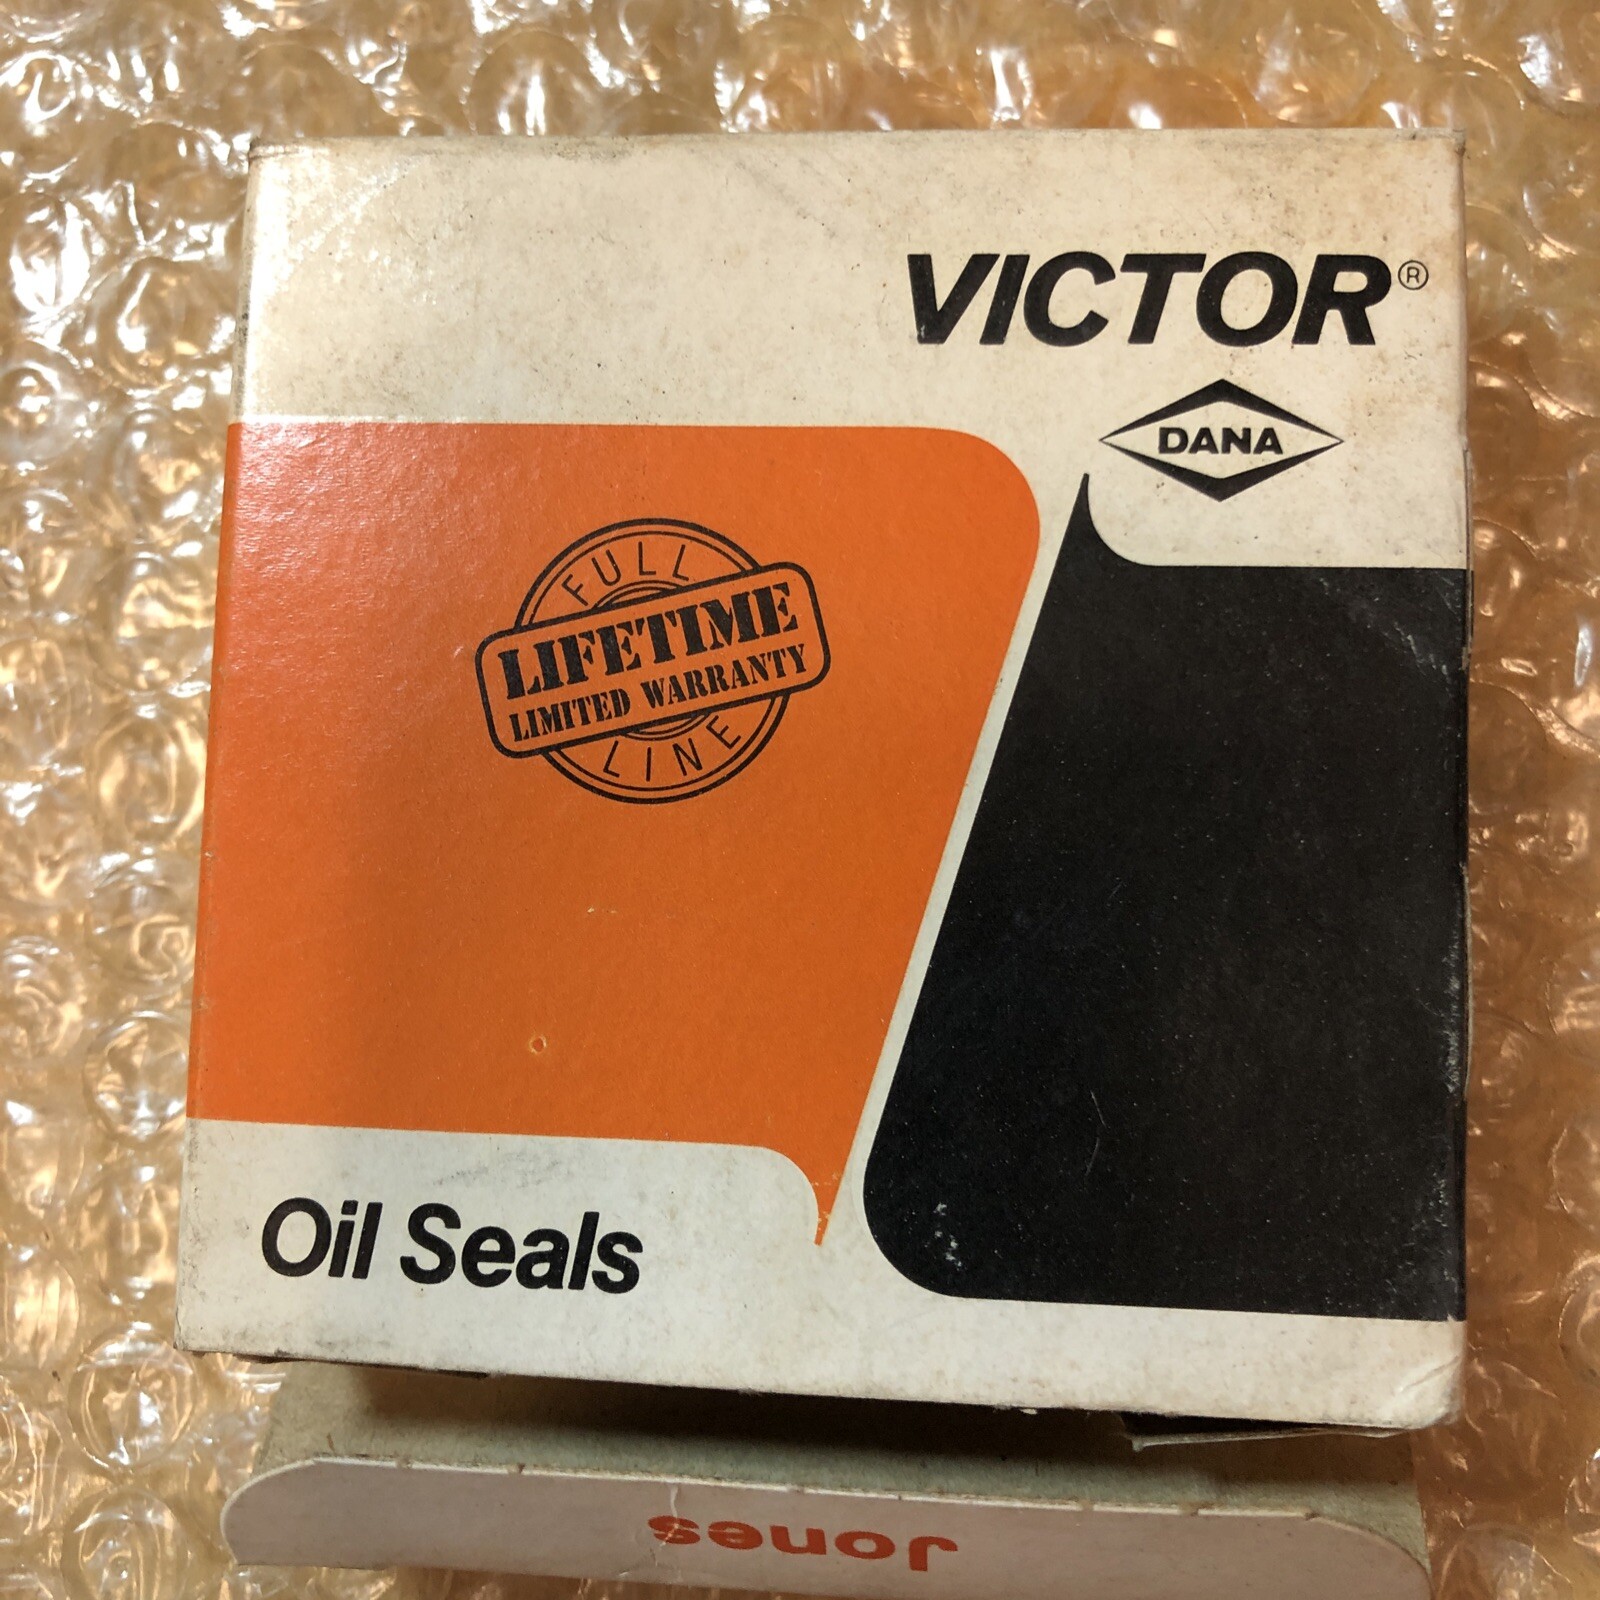 VICTOR®
DANA
FULL
LIFETIME
LIMITED WARRANTY
LINE
Oil Seals
Jones